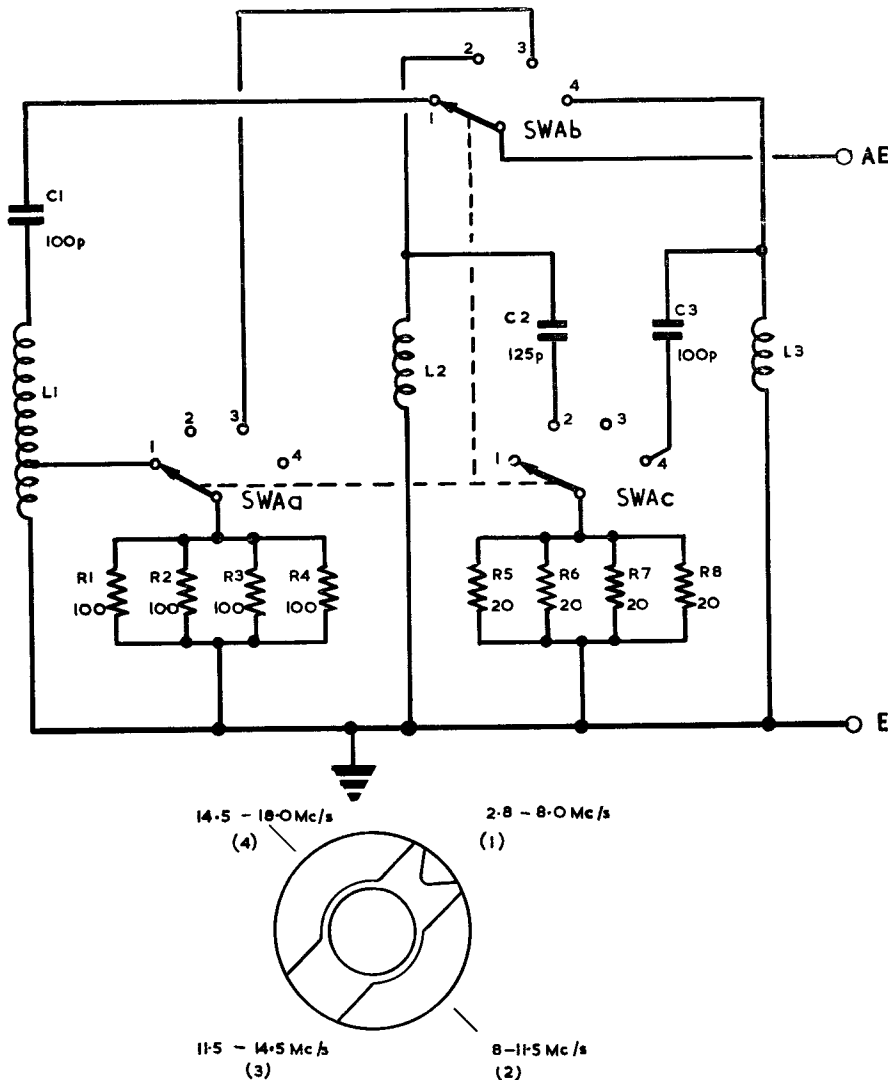 2
3
4
1
SWAb
AE
C1
100p
L1
2
3
1
4
SWAa
L2
C2
125p
C3
100p
L3
2
3
1
4
SWAc
R1
100
R2
100
R3
100
R4
100
R5
20
R6
20
R7
20
R8
20
E
14·5 – 18·0 Mc/s
(4)
2·8 – 8·0 Mc/s
(1)
11·5 – 14·5 Mc/s
(3)
8–11·5 Mc/s
(2)